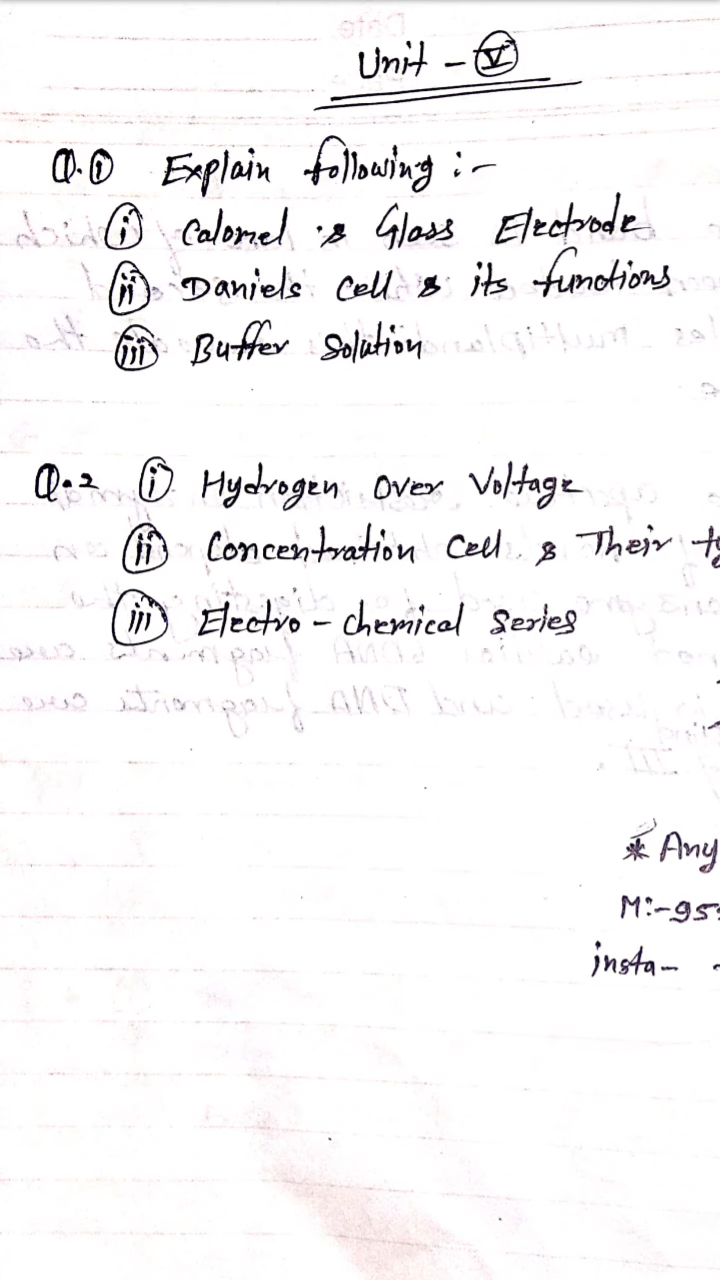 Unit - Ⅴ
Q.① Explain following :-
ⓘ Calomel & Glass Electrode
(ii) Daniels cell & its functions
(iii) Buffer Solution
Q.2 ⓘ Hydrogen Over Voltage
(ii) Concentration Cell & Their
(iii) Electro-chemical Series
* Any
M:-95
insta-